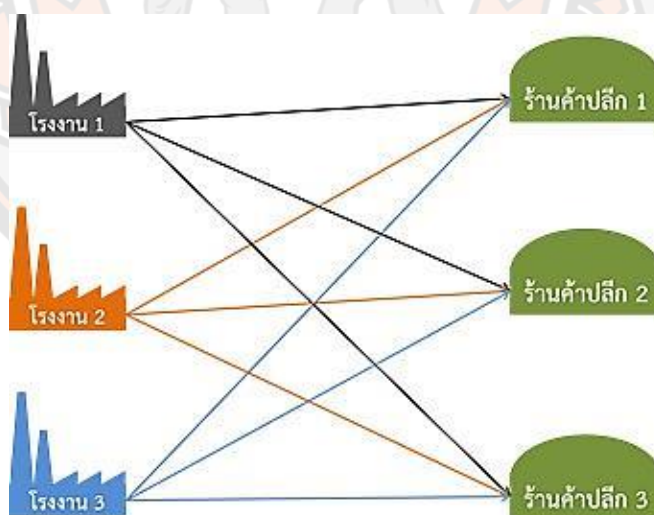 โรงงาน 1
ร้านค้าปลีก 1
โรงงาน 2
ร้านค้าปลีก 2
โรงงาน 3
ร้านค้าปลีก 3